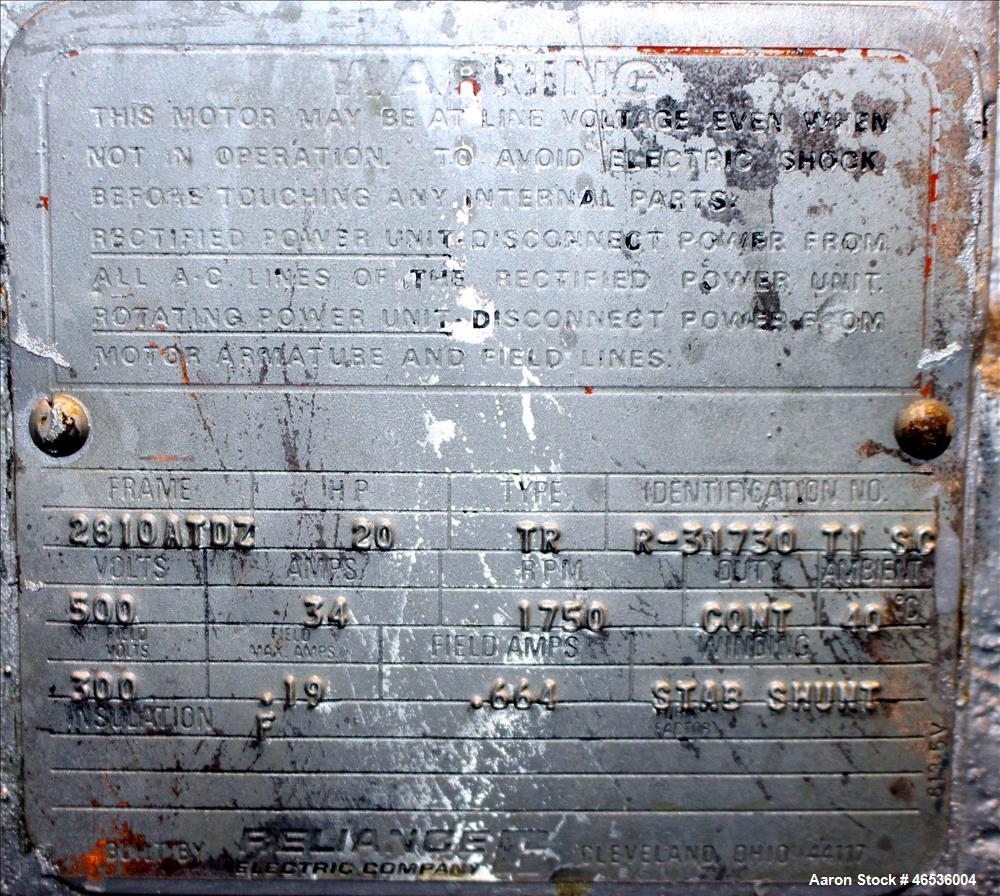 WARNING
THIS MOTOR MAY BE AT LINE VOLTAGE EVEN WHEN
NOT IN OPERATION. TO AVOID ELECTRIC SHOCK,
BEFORE TOUCHING ANY INTERNAL PARTS:
RECTIFIED POWER UNIT-DISCONNECT POWER FROM
ALL A-C LINES OF THE RECTIFIED POWER UNIT.
ROTATING POWER UNIT-DISCONNECT POWER FROM
MOTOR ARMATURE AND FIELD LINES.
FRAME H.P. TYPE IDENTIFICATION NO.
2810ATDZ 20 TR R-31730 T1 SC
VOLTS AMPS RPM DUTY AMBIENT
500 34 1750 CONT 40 °C
FIELD VOLTS FIELD MAX. AMPS FIELD AMPS WINDING
300 .19 .664 STAB SHUNT
INSULATION F
BUILT BY RELIANCE
ELECTRIC COMPANY CLEVELAND, OHIO 44117
Aaron Stock # 46536004